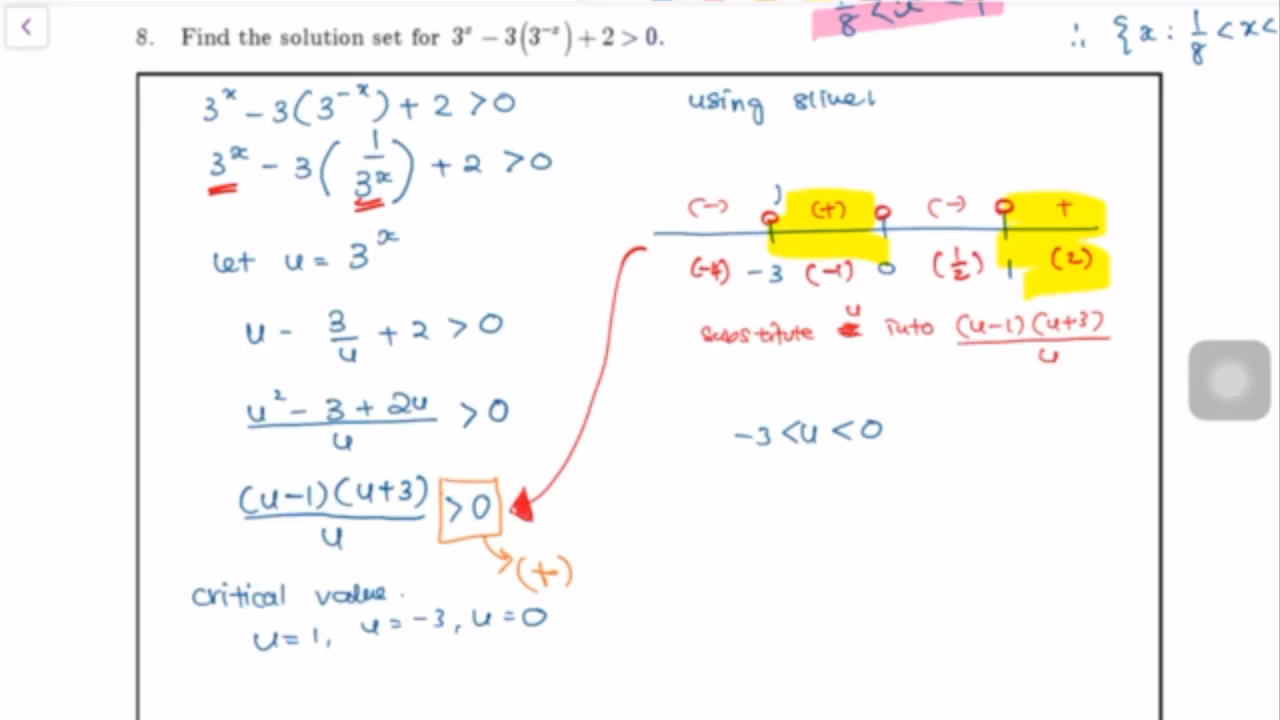 1/8 < u
∴ {x : 1/8 < x <
8. Find the solution set for 3^x − 3(3^−x) + 2 > 0.
3^x − 3(3^−x) + 2 > 0
3^x − 3(1/3^x) + 2 > 0
let u = 3^x
u − 3/u + 2 > 0
(u² − 3 + 2u)/u > 0
(u−1)(u+3)/u > 0
(+)
critical value.
u = 1, u = −3, u = 0
using
(−) (+) (−) +
(−4) −3 (−1) 0 (1/2) 1 (2)
substitute u into (u−1)(u+3)/u
−3 < u < 0